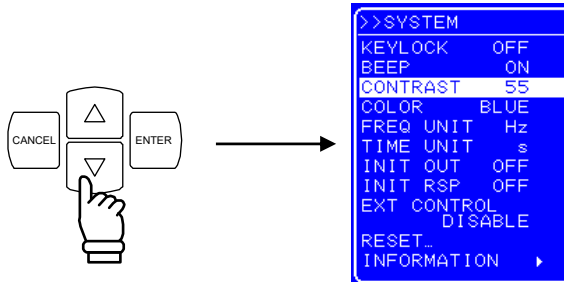 CANCEL
ENTER
>>SYSTEM
KEYLOCK OFF
BEEP ON
CONTRAST 55
COLOR BLUE
FREQ UNIT Hz
TIME UNIT s
INIT OUT OFF
INIT RSP OFF
EXT CONTROL
DISABLE
RESET…
INFORMATION